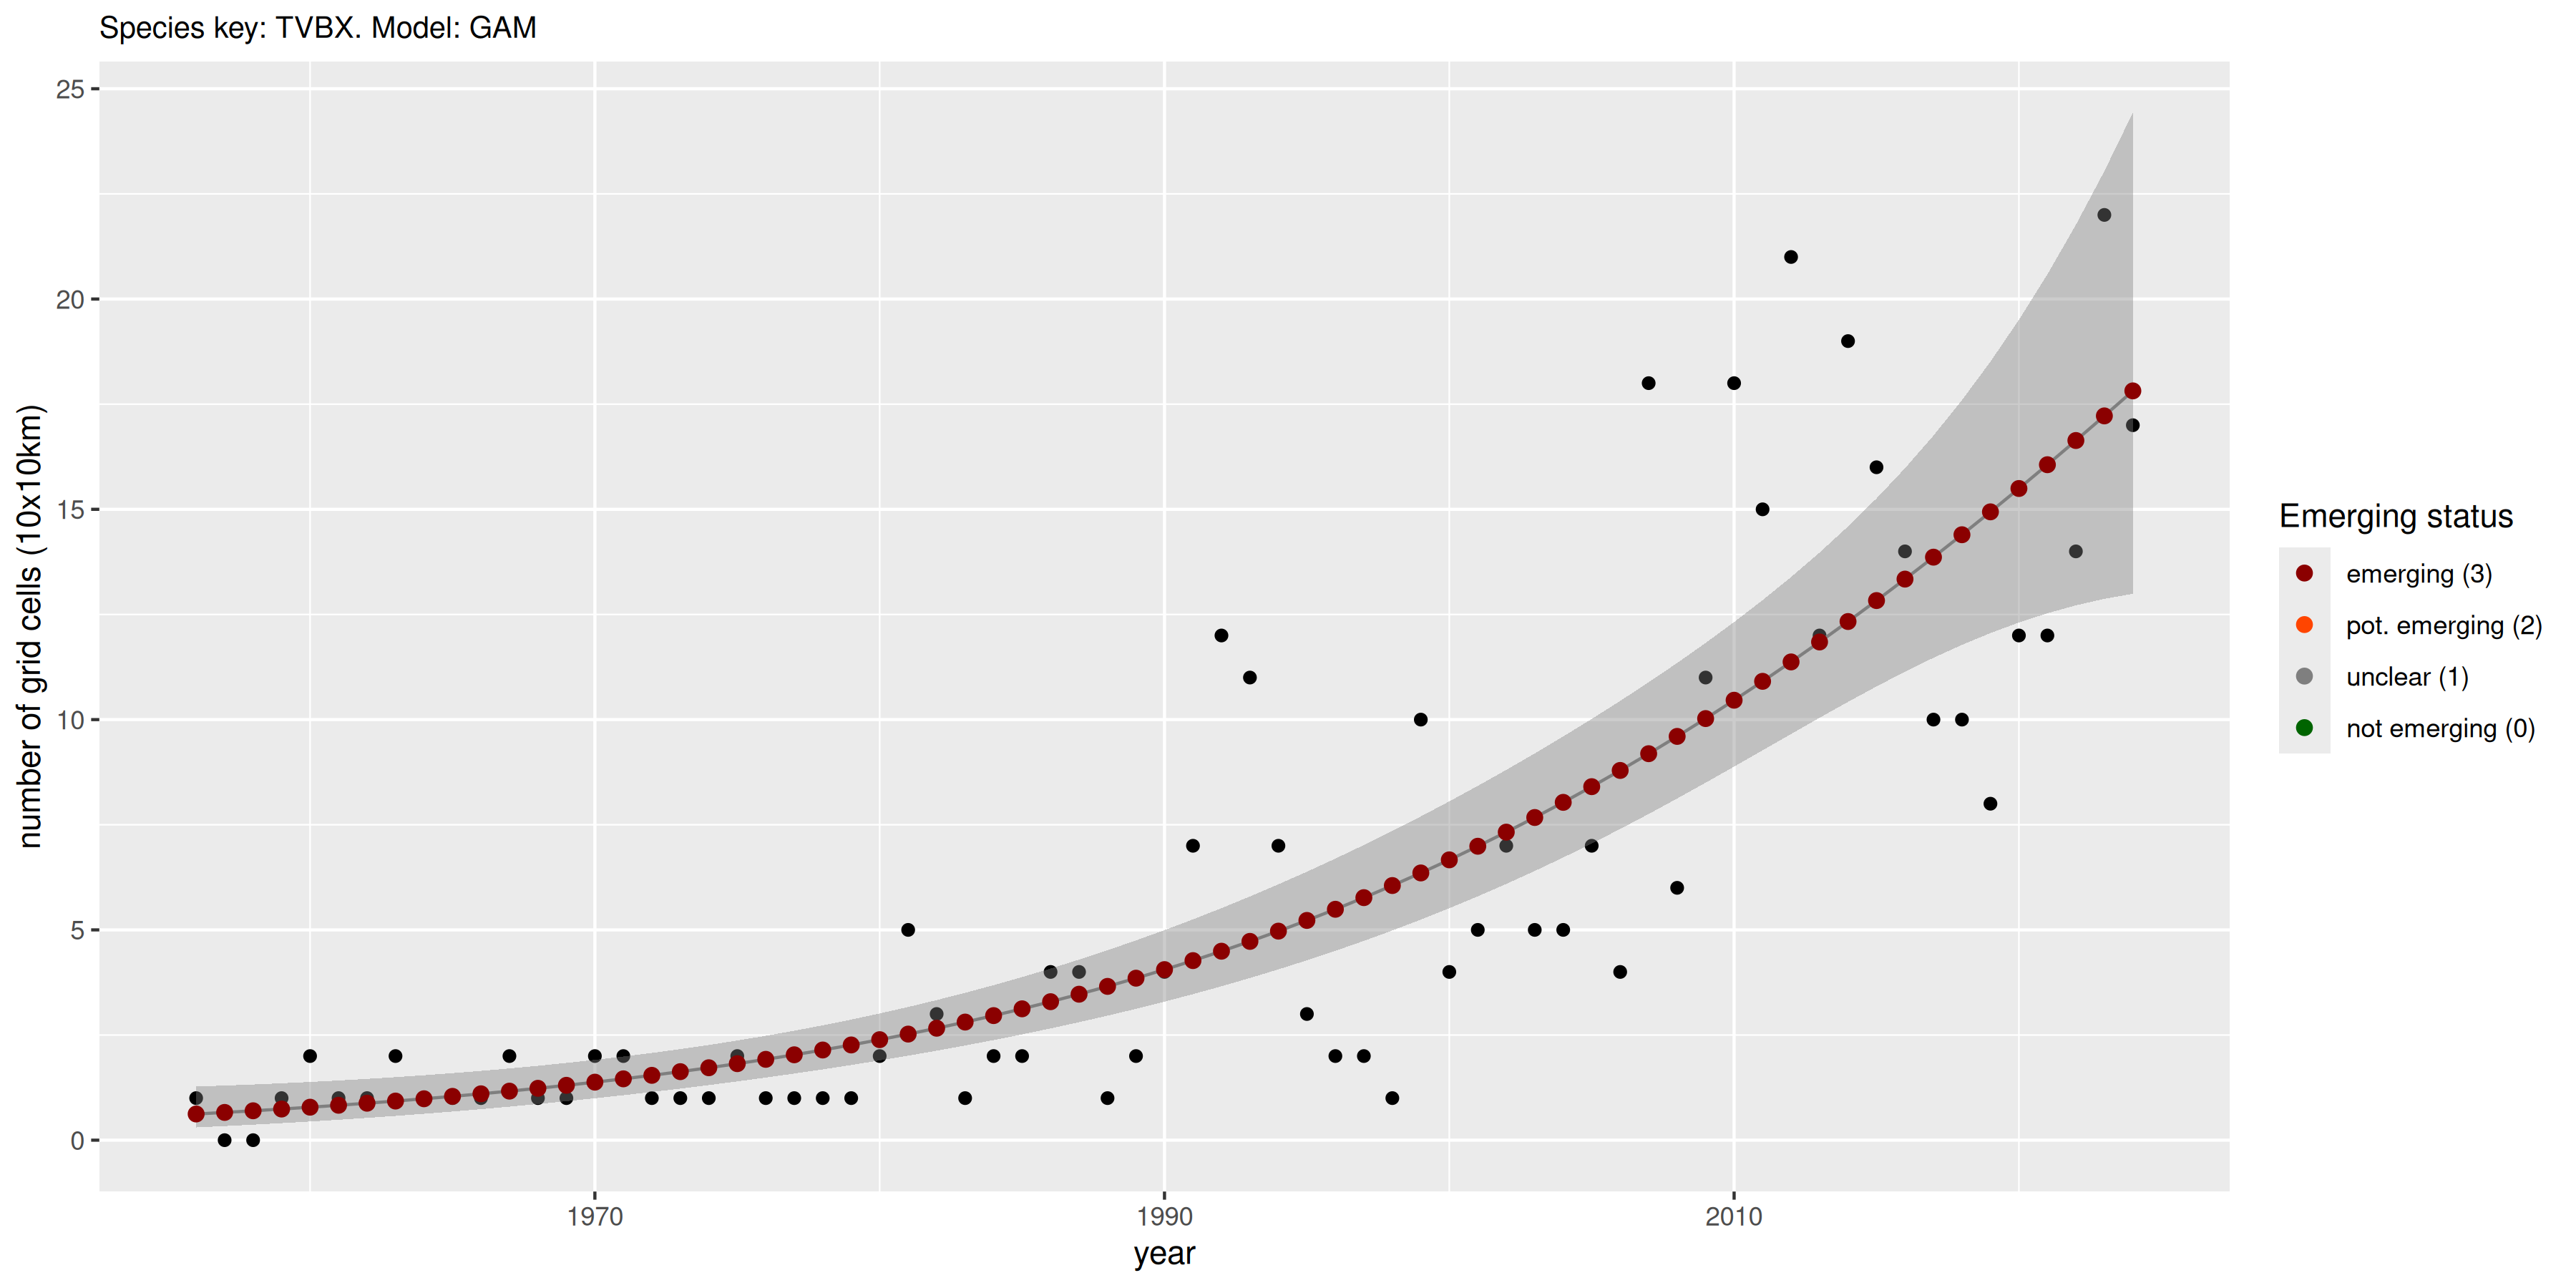 Species key: TVBX. Model: GAM
25
20
15
10
5
0
number of grid cells (10x10km)
1970
1990
2010
year
Emerging status
emerging (3)
pot. emerging (2)
unclear (1)
not emerging (0)